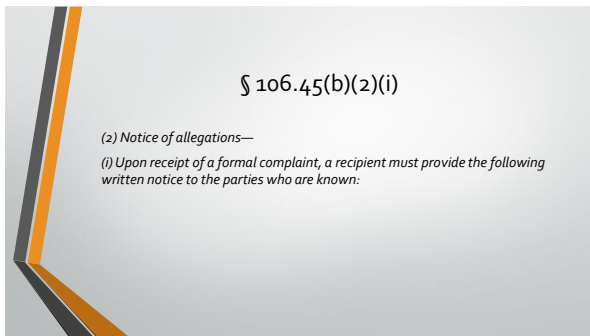 § 106.45(b)(2)(i)
(2) Notice of allegations—
(i) Upon receipt of a formal complaint, a recipient must provide the following
written notice to the parties who are known: